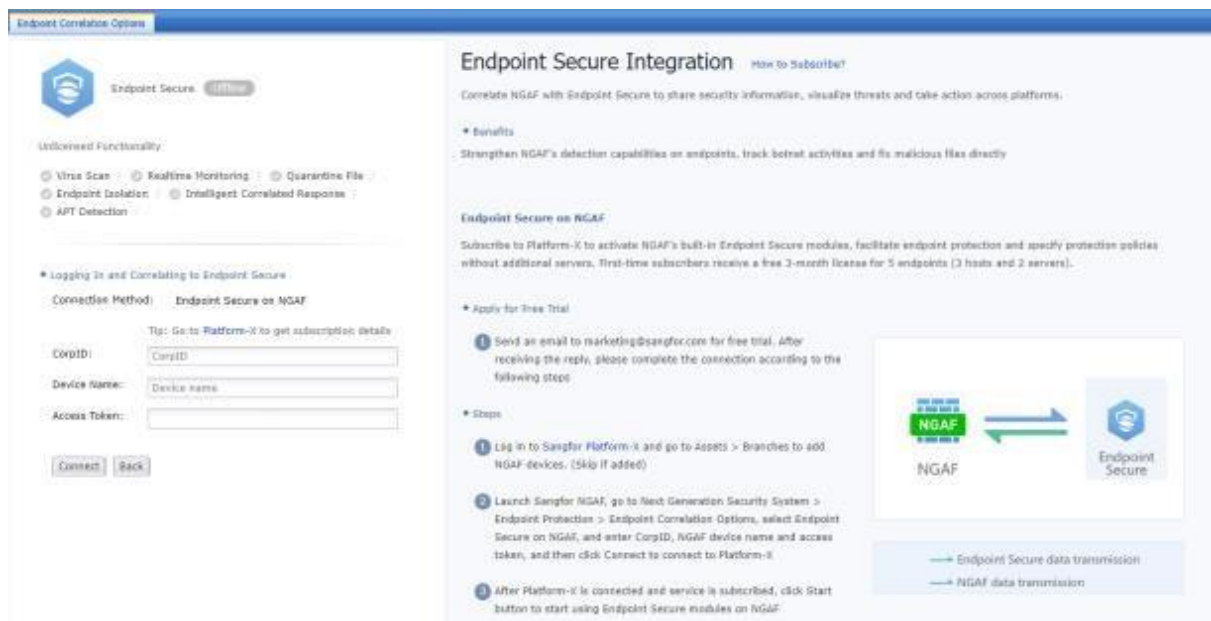 Endpoint Correlation Options
Endpoint Secure Offline
Unlicensed Functionality
Virus Scan Realtime Monitoring Quarantine File
Endpoint Isolation Intelligent Correlated Response
APT Detection
Logging In and Correlating to Endpoint Secure
Connection Method: Endpoint Secure on NGAF
Tip: Go to Platform-X to get subscription details
CorpID: CorpID
Device Name: Device name
Access Token:
Connect Back
Endpoint Secure Integration How to Subscribe?
Correlate NGAF with Endpoint Secure to share security information, visualize threats and take action across platforms.
Benefits
Strengthen NGAF's detection capabilities on endpoints, track botnet activities and fix malicious files directly
Endpoint Secure on NGAF
Subscribe to Platform-X to activate NGAF's built-in Endpoint Secure modules, facilitate endpoint protection and specify protection policies
without additional servers. First-time subscribers receive a free 3-month license for 5 endpoints (3 hosts and 2 servers).
Apply for Free Trial
1 Send an email to marketing@sangfor.com for free trial. After
receiving the reply, please complete the connection according to the
following steps
Steps
1 Log in to Sangfor Platform-X and go to Assets > Branches to add
NGAF devices. (Skip if added)
2 Launch Sangfor NGAF, go to Next Generation Security System >
Endpoint Protection > Endpoint Correlation Options, select Endpoint
Secure on NGAF, and enter CorpID, NGAF device name and access
token, and then click Connect to connect to Platform-X
3 After Platform-X is connected and service is subscribed, click Start
button to start using Endpoint Secure modules on NGAF
NGAF
NGAF
Endpoint
Secure
Endpoint Secure data transmission
NGAF data transmission